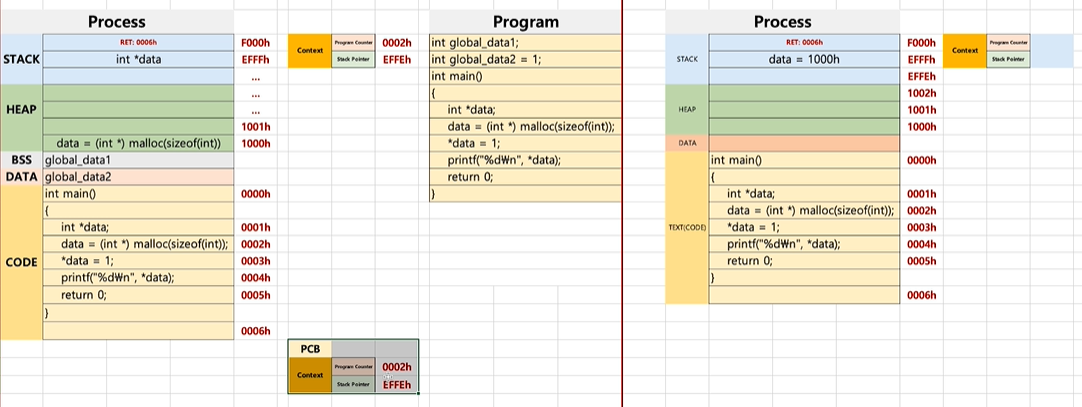 Process
RET: 0006h F000h
STACK int *data EFFFh
...
...
HEAP ...
1001h
data = (int *) malloc(sizeof(int)) 1000h
BSS global_data1
DATA global_data2
int main() 0000h
{
int *data; 0001h
data = (int *) malloc(sizeof(int)); 0002h
CODE *data = 1; 0003h
printf("%d₩n", *data); 0004h
return 0; 0005h
}
0006h
Context
Program Counter 0002h
Stack Pointer EFFEh
PCB
Context
Program Counter 0002h
Stack Pointer EFFEh
Program
int global_data1;
int global_data2 = 1;
int main()
{
int *data;
data = (int *) malloc(sizeof(int));
*data = 1;
printf("%d₩n", *data);
return 0;
}
Process
RET: 0006h F000h
STACK data = 1000h EFFFh
EFFEh
1002h
HEAP 1001h
1000h
DATA
int main() 0000h
{
int *data; 0001h
data = (int *) malloc(sizeof(int)); 0002h
TEXT(CODE) *data = 1; 0003h
printf("%d₩n", *data); 0004h
return 0; 0005h
}
0006h
Context
Program Counter
Stack Pointer